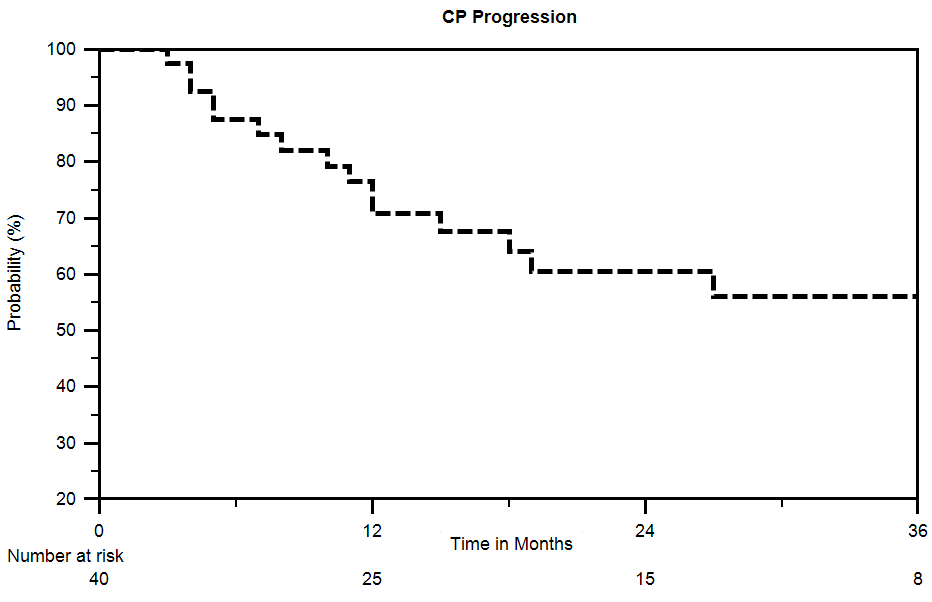 CP Progression
100
90
80
70
60
50
40
30
20
Probability (%)
0 12 24 36
Time in Months
Number at risk
40 25 15 8